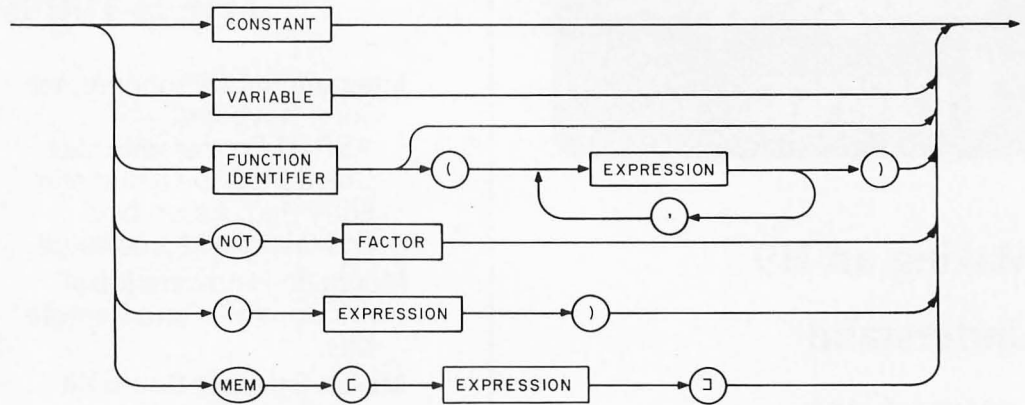 CONSTANT
VARIABLE
FUNCTION
IDENTIFIER
( EXPRESSION )
,
NOT FACTOR
( EXPRESSION )
MEM [ EXPRESSION ]